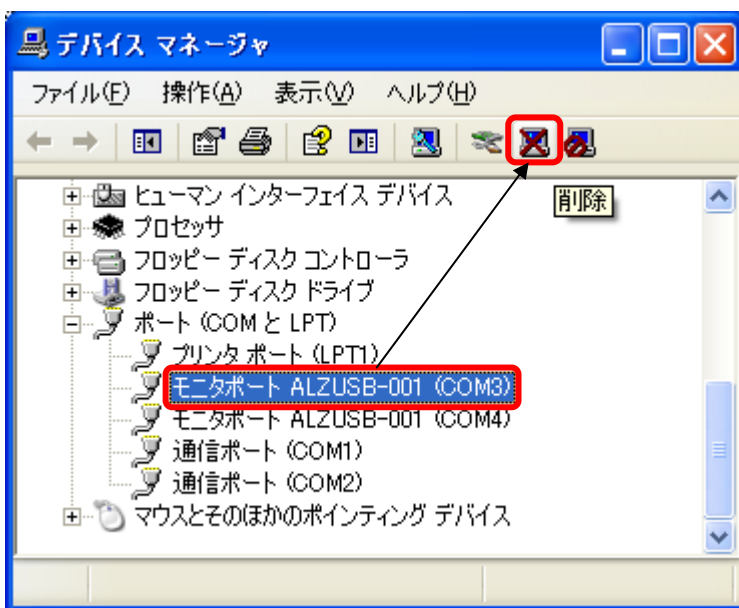 デバイス マネージャ
ファイル(F) 操作(A) 表示(V) ヘルプ(H)
削除
ヒューマン インターフェイス デバイス
プロセッサ
フロッピー ディスク コントローラ
フロッピー ディスク ドライブ
ポート (COM と LPT)
プリンタ ポート (LPT1)
モニタポート ALZUSB-001 (COM3)
モニタポート ALZUSB-001 (COM4)
通信ポート (COM1)
通信ポート (COM2)
マウスとそのほかのポインティング デバイス